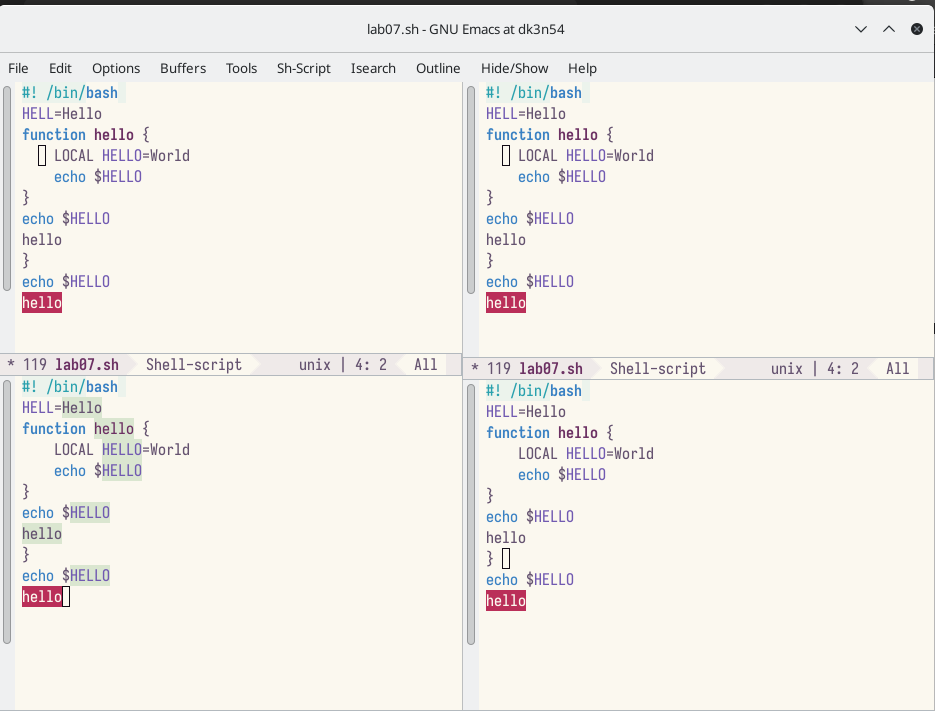 lab07.sh - GNU Emacs at dk3n54
File Edit Options Buffers Tools Sh-Script Isearch Outline Hide/Show Help
#! /bin/bash
HELL=Hello
function hello {
    LOCAL HELLO=World
    echo $HELLO
}
echo $HELLO
hello
}
echo $HELLO
hello
* 119 lab07.sh Shell-script unix | 4: 2 All
#! /bin/bash
HELL=Hello
function hello {
    LOCAL HELLO=World
    echo $HELLO
}
echo $HELLO
hello
}
echo $HELLO
hello
#! /bin/bash
HELL=Hello
function hello {
    LOCAL HELLO=World
    echo $HELLO
}
echo $HELLO
hello
}
echo $HELLO
hello
* 119 lab07.sh Shell-script unix | 4: 2 All
#! /bin/bash
HELL=Hello
function hello {
    LOCAL HELLO=World
    echo $HELLO
}
echo $HELLO
hello
}
echo $HELLO
hello